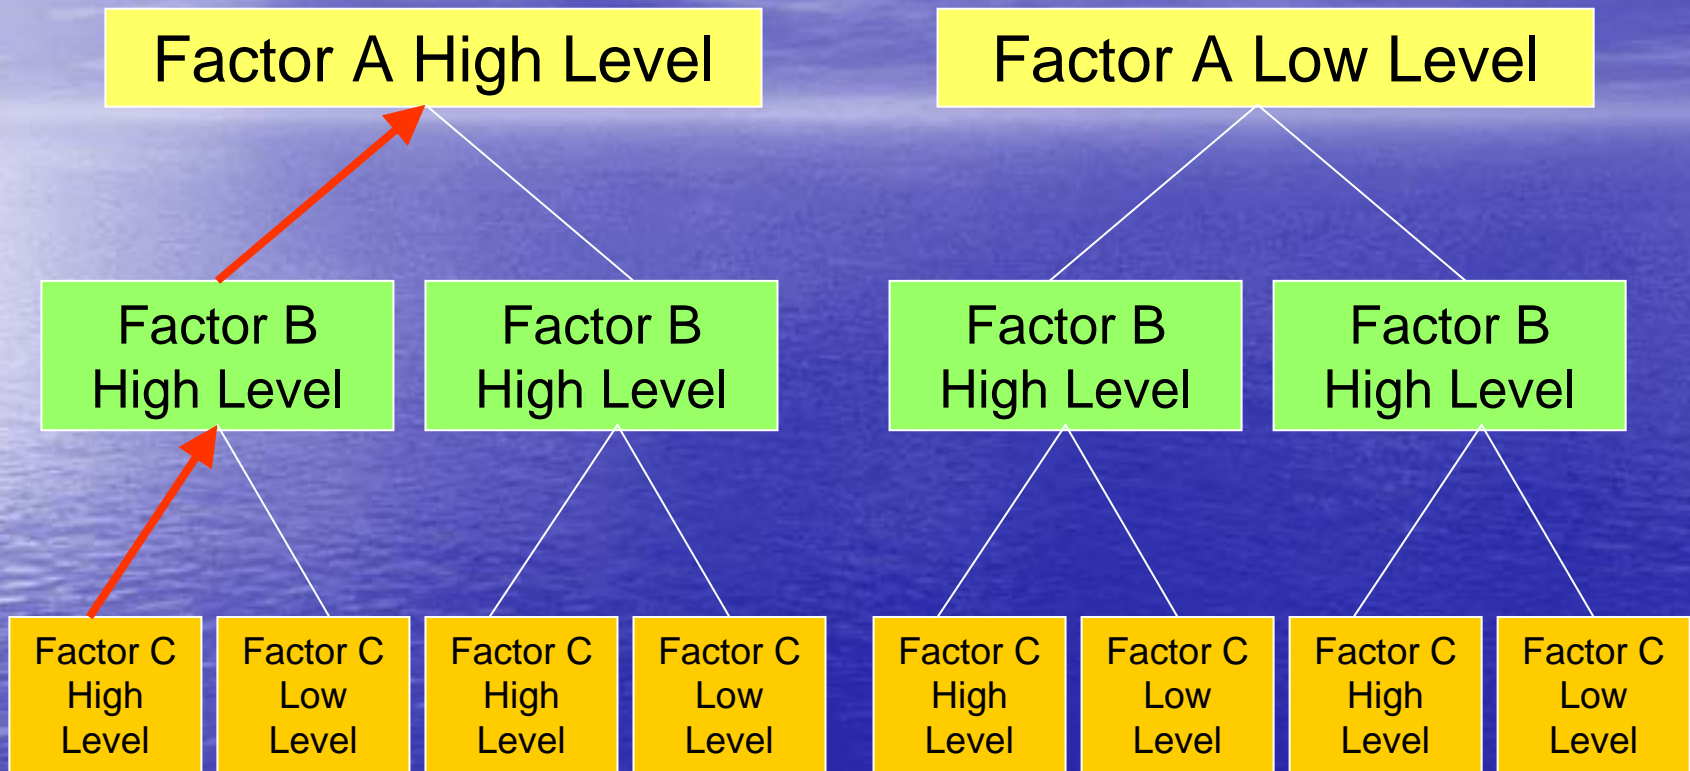 Factor A High Level
Factor A Low Level
Factor B
High Level
Factor B
High Level
Factor B
High Level
Factor B
High Level
Factor C
High
Level
Factor C
Low
Level
Factor C
High
Level
Factor C
Low
Level
Factor C
High
Level
Factor C
Low
Level
Factor C
High
Level
Factor C
Low
Level